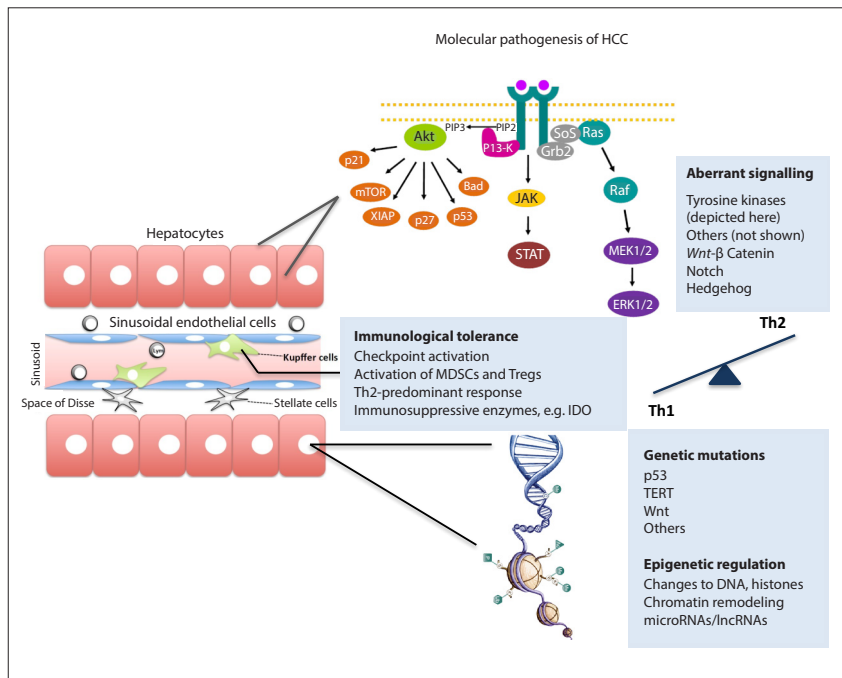 Molecular pathogenesis of HCC
PIP3
PIP2
Akt
P13-K
SoS
Ras
Grb2
p21
mTOR
XIAP
p27
p53
Bad
JAK
STAT
Raf
MEK1/2
ERK1/2
Aberrant signalling
Tyrosine kinases
(depicted here)
Others (not shown)
Wnt-β Catenin
Notch
Hedgehog
Hepatocytes
Sinusoidal endothelial cells
Sinusoid
Lym
Kupffer cells
Space of Disse
Stellate cells
Immunological tolerance
Checkpoint activation
Activation of MDSCs and Tregs
Th2-predominant response
Immunosuppressive enzymes, e.g. IDO
Th2
Th1
Genetic mutations
p53
TERT
Wnt
Others
Epigenetic regulation
Changes to DNA, histones
Chromatin remodeling
microRNAs/lncRNAs